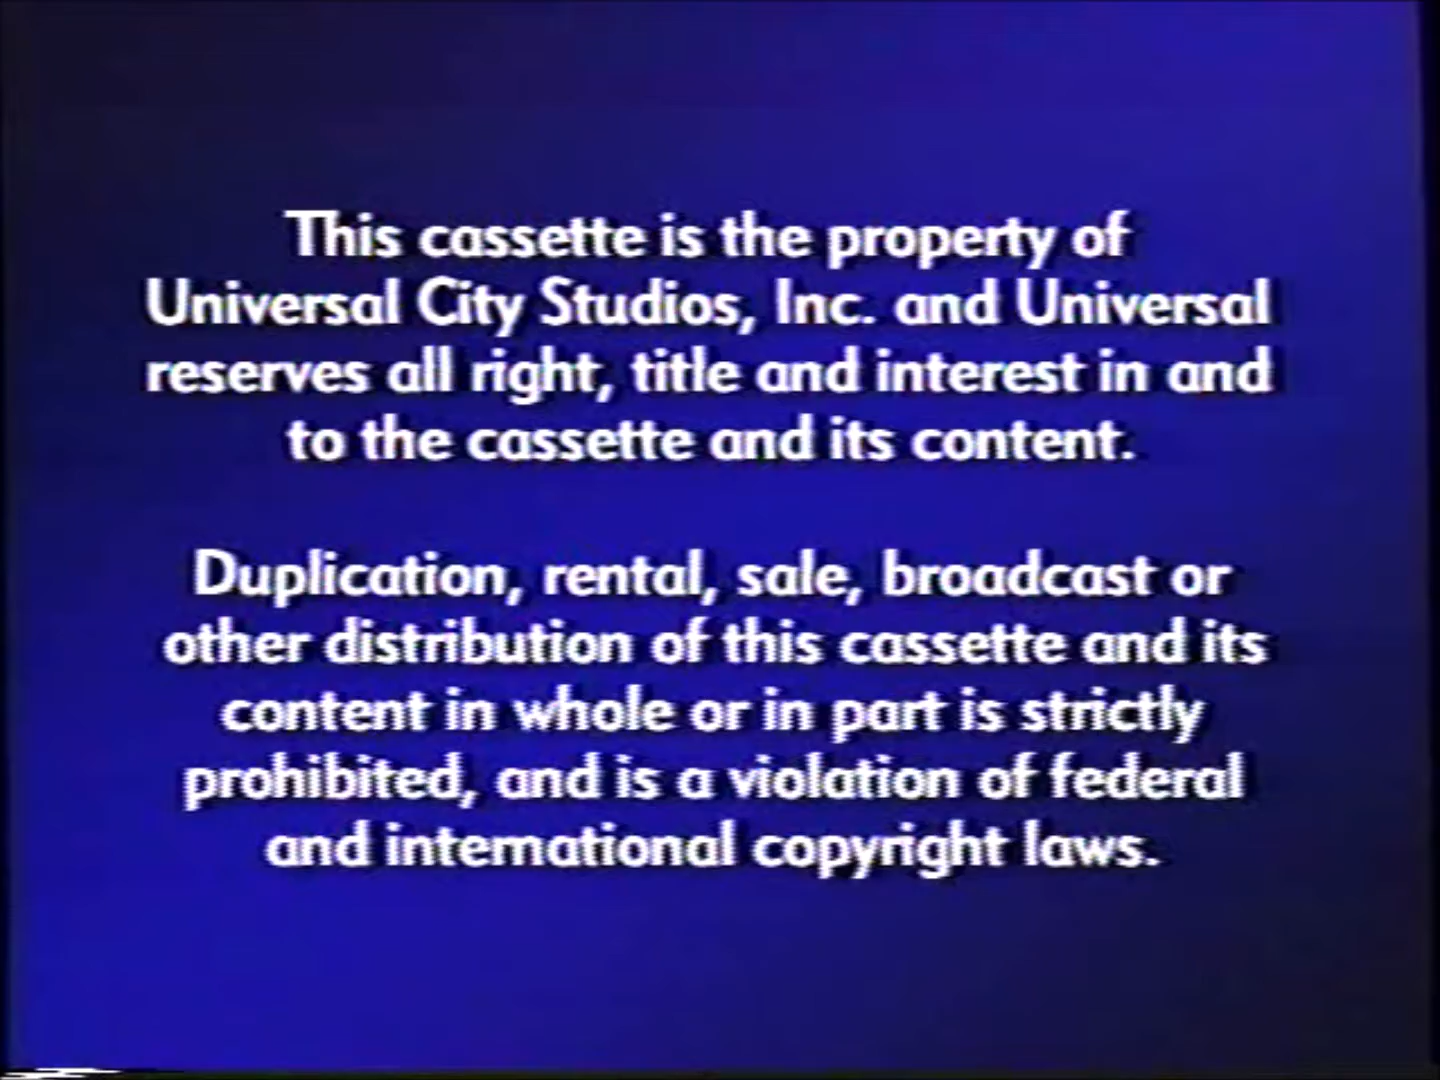 This cassette is the property of
Universal City Studios, Inc. and Universal
reserves all right, title and interest in and
to the cassette and its content.
Duplication, rental, sale, broadcast or
other distribution of this cassette and its
content in whole or in part is strictly
prohibited, and is a violation of federal
and international copyright laws.